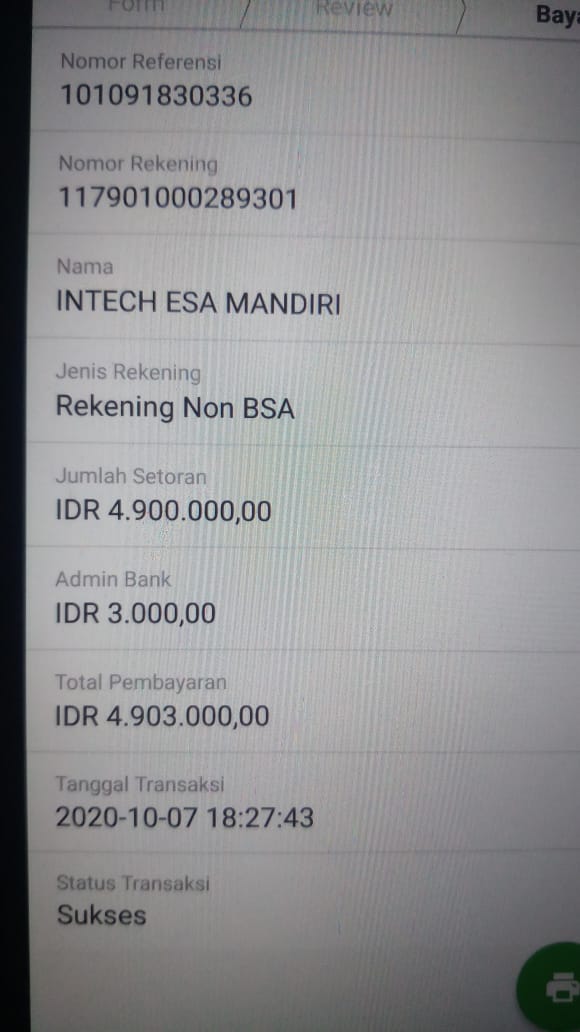 Form
Review
Nomor Referensi
101091830336
Nomor Rekening
117901000289301
Nama
INTECH ESA MANDIRI
Jenis Rekening
Rekening Non BSA
Jumlah Setoran
IDR 4.900.000,00
Admin Bank
IDR 3.000,00
Total Pembayaran
IDR 4.903.000,00
Tanggal Transaksi
2020-10-07 18:27:43
Status Transaksi
Sukses